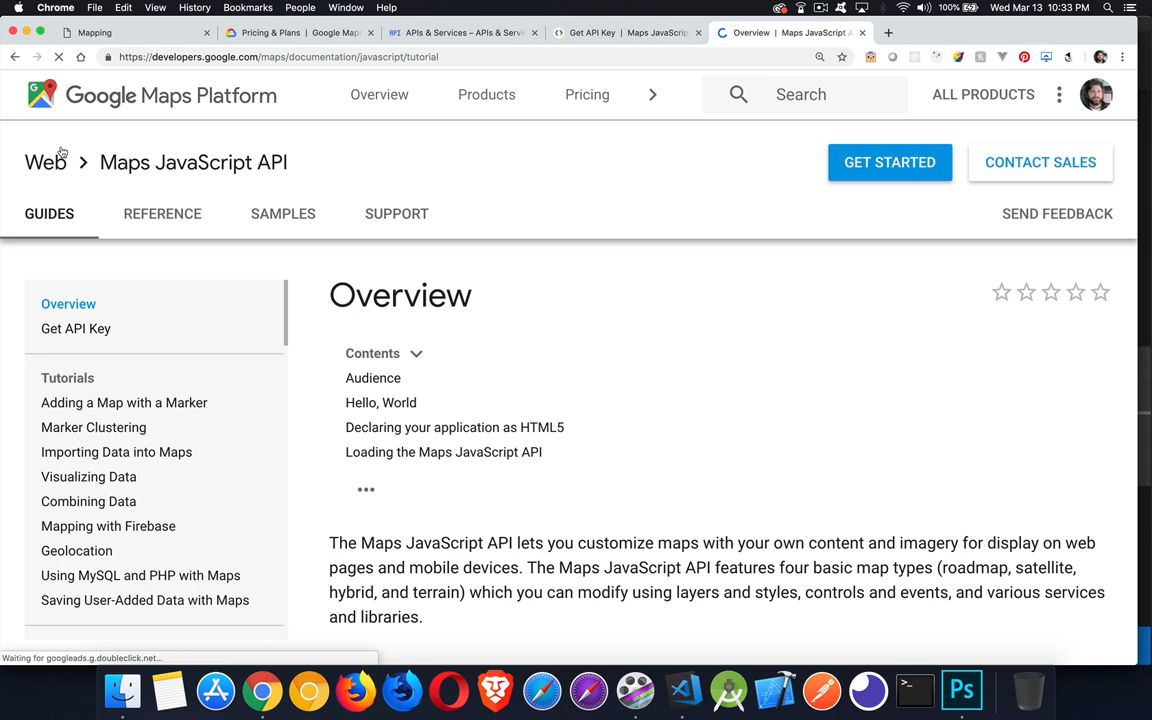 Chrome File Edit View History Bookmarks People Window Help 100% Wed Mar 13 10:33 PM
Mapping Pricing & Plans | Google Map APIs & Services – APIs & Servic Get API Key | Maps JavaScript Overview | Maps JavaScript A
https://developers.google.com/maps/documentation/javascript/tutorial
Google Maps Platform Overview Products Pricing Search ALL PRODUCTS
Web > Maps JavaScript API GET STARTED CONTACT SALES
GUIDES REFERENCE SAMPLES SUPPORT SEND FEEDBACK
Overview
Get API Key
Tutorials
Adding a Map with a Marker
Marker Clustering
Importing Data into Maps
Visualizing Data
Combining Data
Mapping with Firebase
Geolocation
Using MySQL and PHP with Maps
Saving User-Added Data with Maps
Overview
Contents
Audience
Hello, World
Declaring your application as HTML5
Loading the Maps JavaScript API
•••
The Maps JavaScript API lets you customize maps with your own content and imagery for display on web
pages and mobile devices. The Maps JavaScript API features four basic map types (roadmap, satellite,
hybrid, and terrain) which you can modify using layers and styles, controls and events, and various services
and libraries.
Waiting for googleads.g.doubleclick.net...
Ps